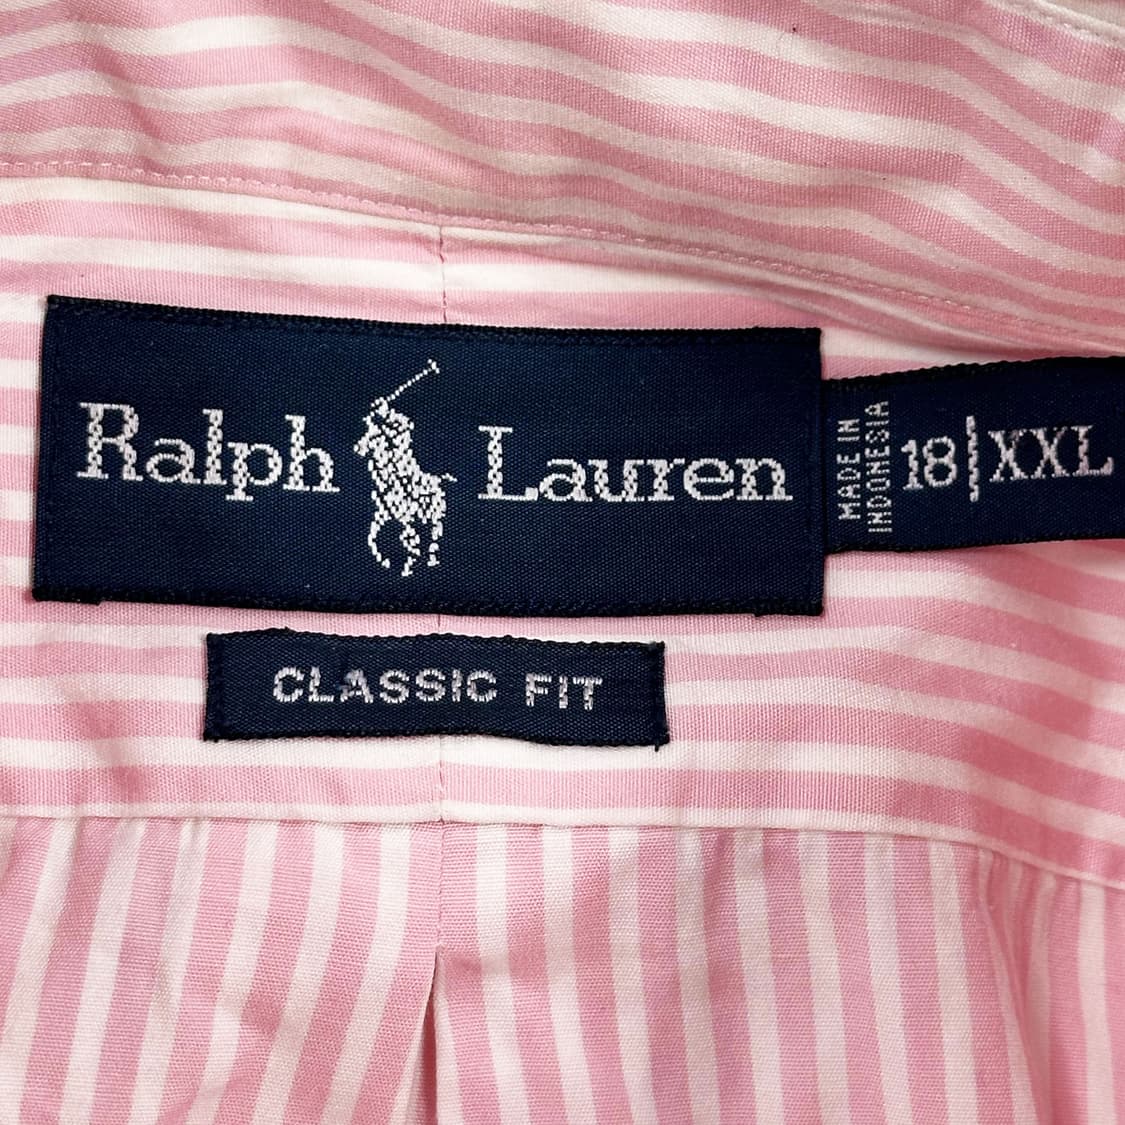 Ralph Lauren
MADE IN
INDONESIA
18|XXL
CLASSIC FIT